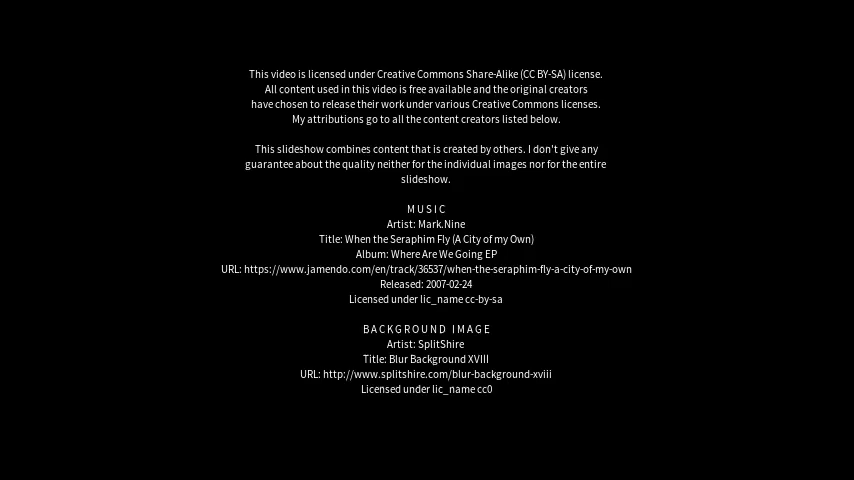 This video is licensed under Creative Commons Share-Alike (CC BY-SA) license.
All content used in this video is free available and the original creators
have chosen to release their work under various Creative Commons licenses.
My attributions go to all the content creators listed below.
This slideshow combines content that is created by others. I don't give any
guarantee about the quality neither for the individual images nor for the entire
slideshow.
MUSIC
Artist: Mark.Nine
Title: When the Seraphim Fly (A City of my Own)
Album: Where Are We Going EP
URL: https://www.jamendo.com/en/track/36537/when-the-seraphim-fly-a-city-of-my-own
Released: 2007-02-24
Licensed under lic_name cc-by-sa
BACKGROUND IMAGE
Artist: SplitShire
Title: Blur Background XVIII
URL: http://www.splitshire.com/blur-background-xviii
Licensed under lic_name cc0